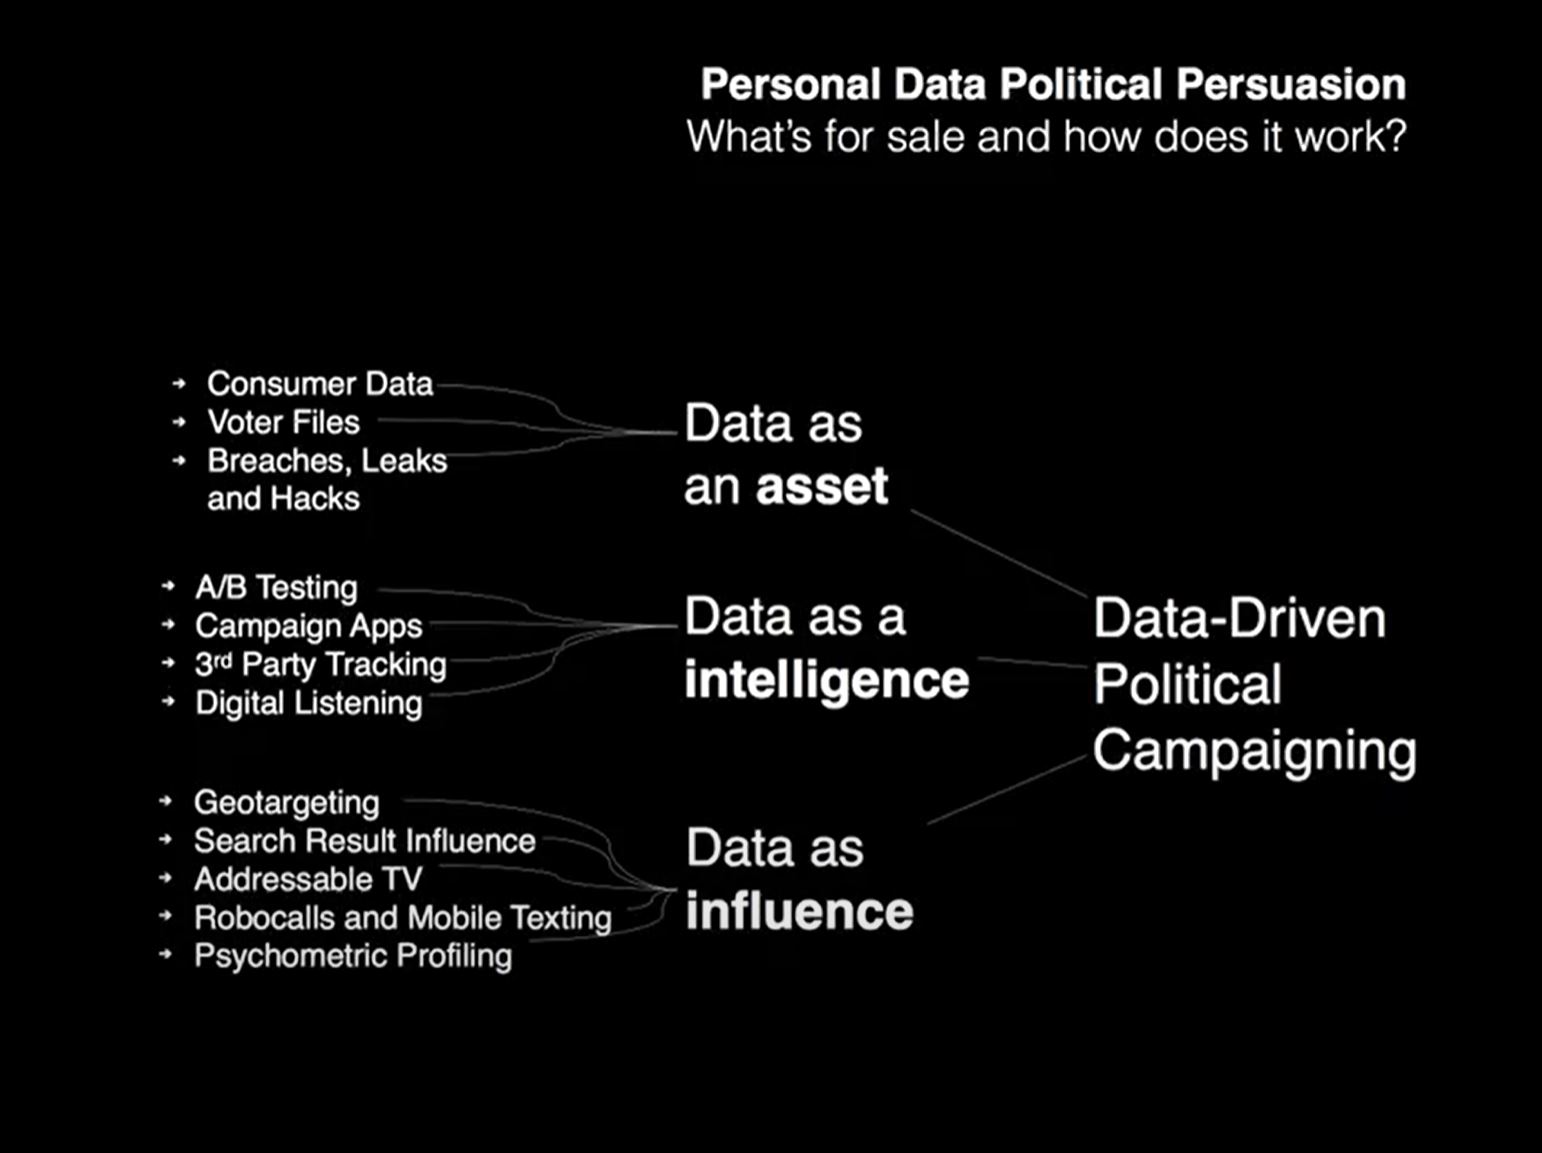 Personal Data Political Persuasion
What's for sale and how does it work?
Consumer Data
Voter Files
Breaches, Leaks
and Hacks
Data as
an asset
A/B Testing
Campaign Apps
3rd Party Tracking
Digital Listening
Data as a
intelligence
Geotargeting
Search Result Influence
Addressable TV
Robocalls and Mobile Texting
Psychometric Profiling
Data as
influence
Data-Driven
Political
Campaigning